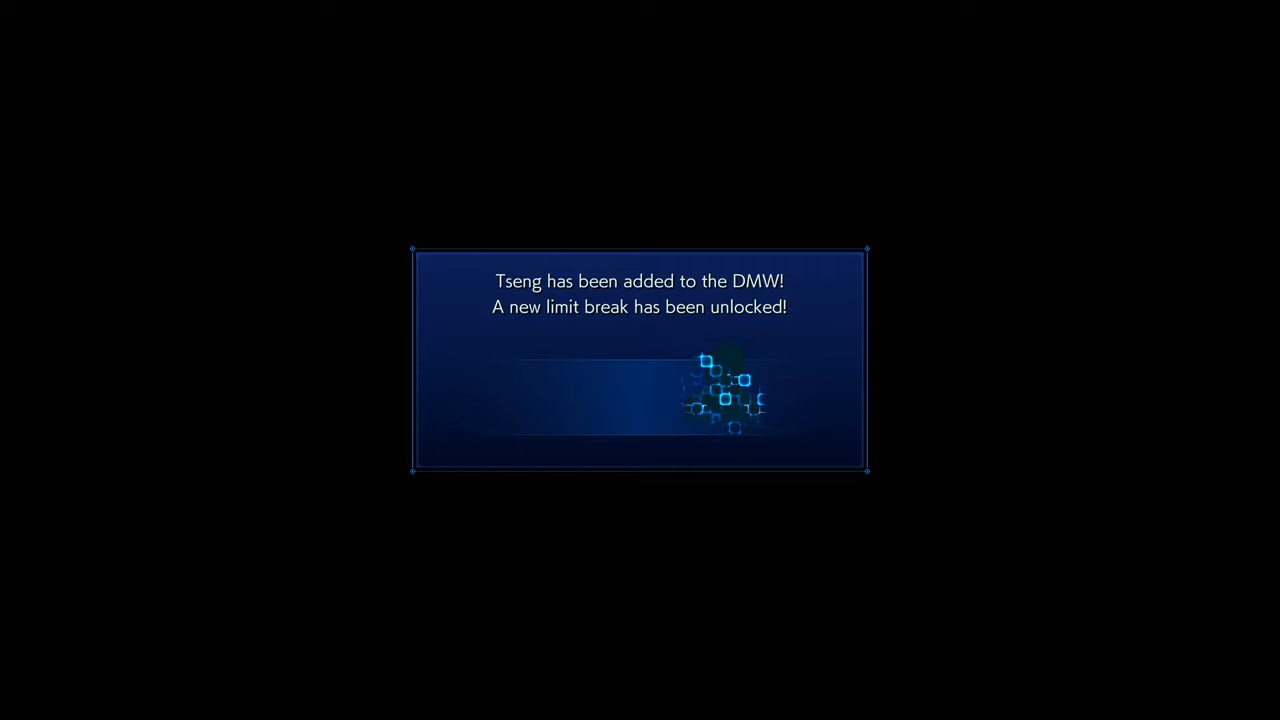 Tseng has been added to the DMW!
A new limit break has been unlocked!